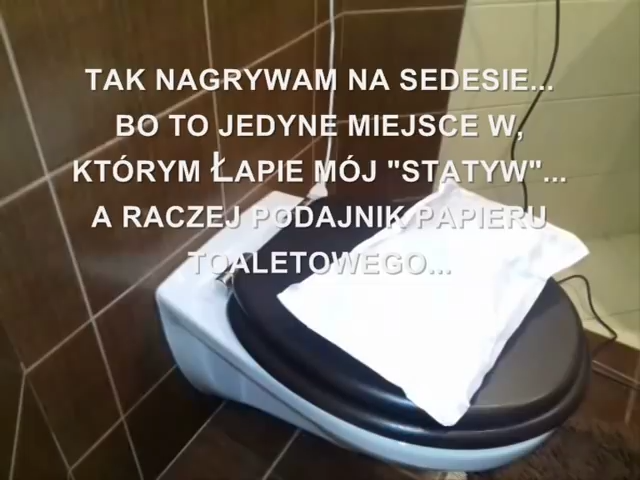 TAK NAGRYWAM NA SEDESIE...
BO TO JEDYNE MIEJSCE W,
KTÓRYM ŁAPIE MÓJ "STATYW"...
A RACZEJ PODAJNIK PAPIERU
TOALETOWEGO...